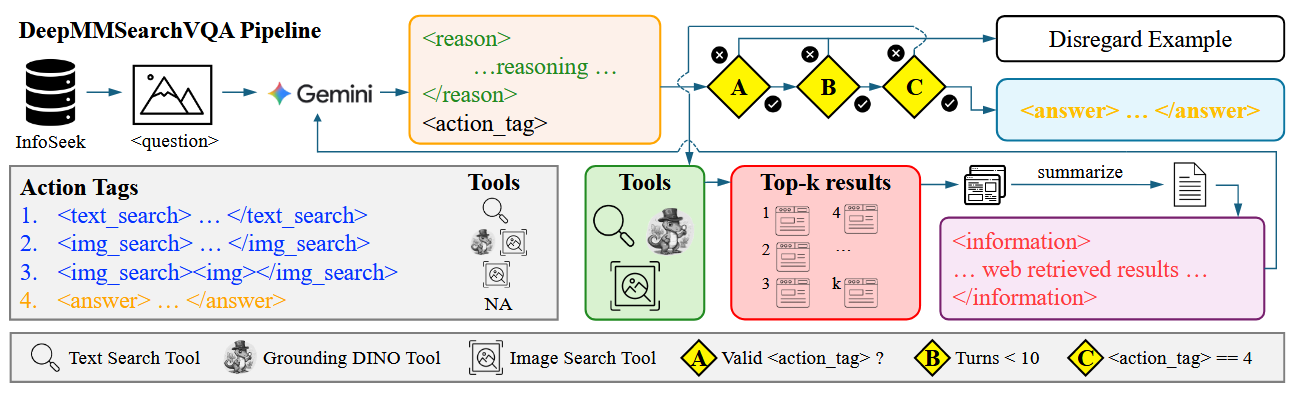 DeepMMSearchVQA Pipeline
InfoSeek
<question>
Gemini
<reason>
...reasoning ...
</reason>
<action_tag>
A
B
C
Disregard Example
<answer> ... </answer>
Action Tags
Tools
1. <text_search> ... </text_search>
2. <img_search> ... </img_search>
3. <img_search><img></img_search>
4. <answer> ... </answer>
NA
Tools
Top-k results
1
4
2
...
3
k
summarize
<information>
... web retrieved results ...
</information>
Text Search Tool
Grounding DINO Tool
Image Search Tool
A Valid <action_tag> ?
B Turns < 10
C <action_tag> == 4